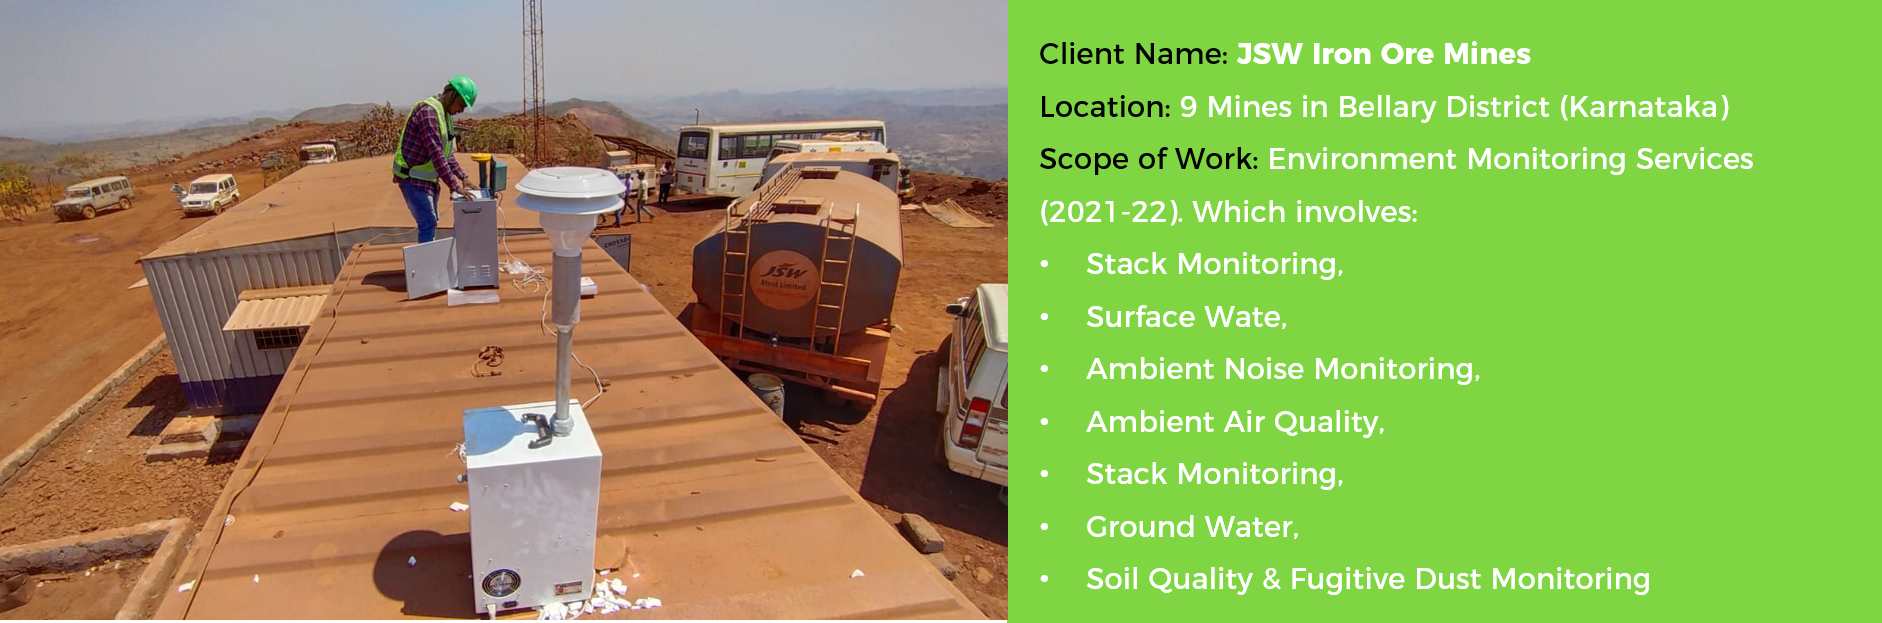 Client Name: JSW Iron Ore Mines
Location: 9 Mines in Bellary District (Karnataka)
Scope of Work: Environment Monitoring Services
(2021-22). Which involves:
• Stack Monitoring,
• Surface Wate,
• Ambient Noise Monitoring,
• Ambient Air Quality,
• Stack Monitoring,
• Ground Water,
• Soil Quality & Fugitive Dust Monitoring
JSW
Steel Limited